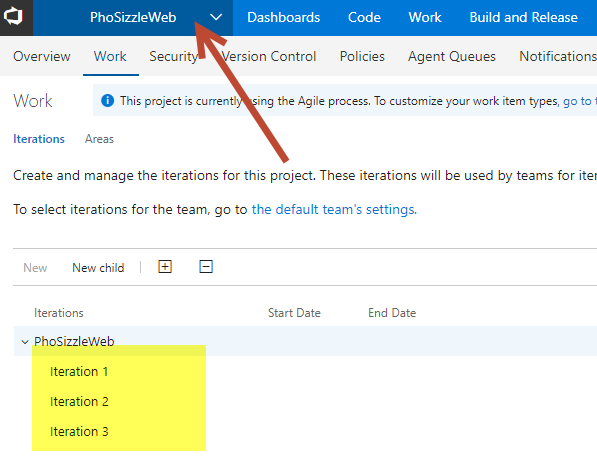 PhoSizzleWeb Dashboards Code Work Build and Release
Overview Work Security Version Control Policies Agent Queues Notifications
Work This project is currently using the Agile process. To customize your work item types, go to t
Iterations Areas
Create and manage the iterations for this project. These iterations will be used by teams for iter
To select iterations for the team, go to the default team's settings.
New New child
Iterations Start Date End Date
PhoSizzleWeb
Iteration 1
Iteration 2
Iteration 3